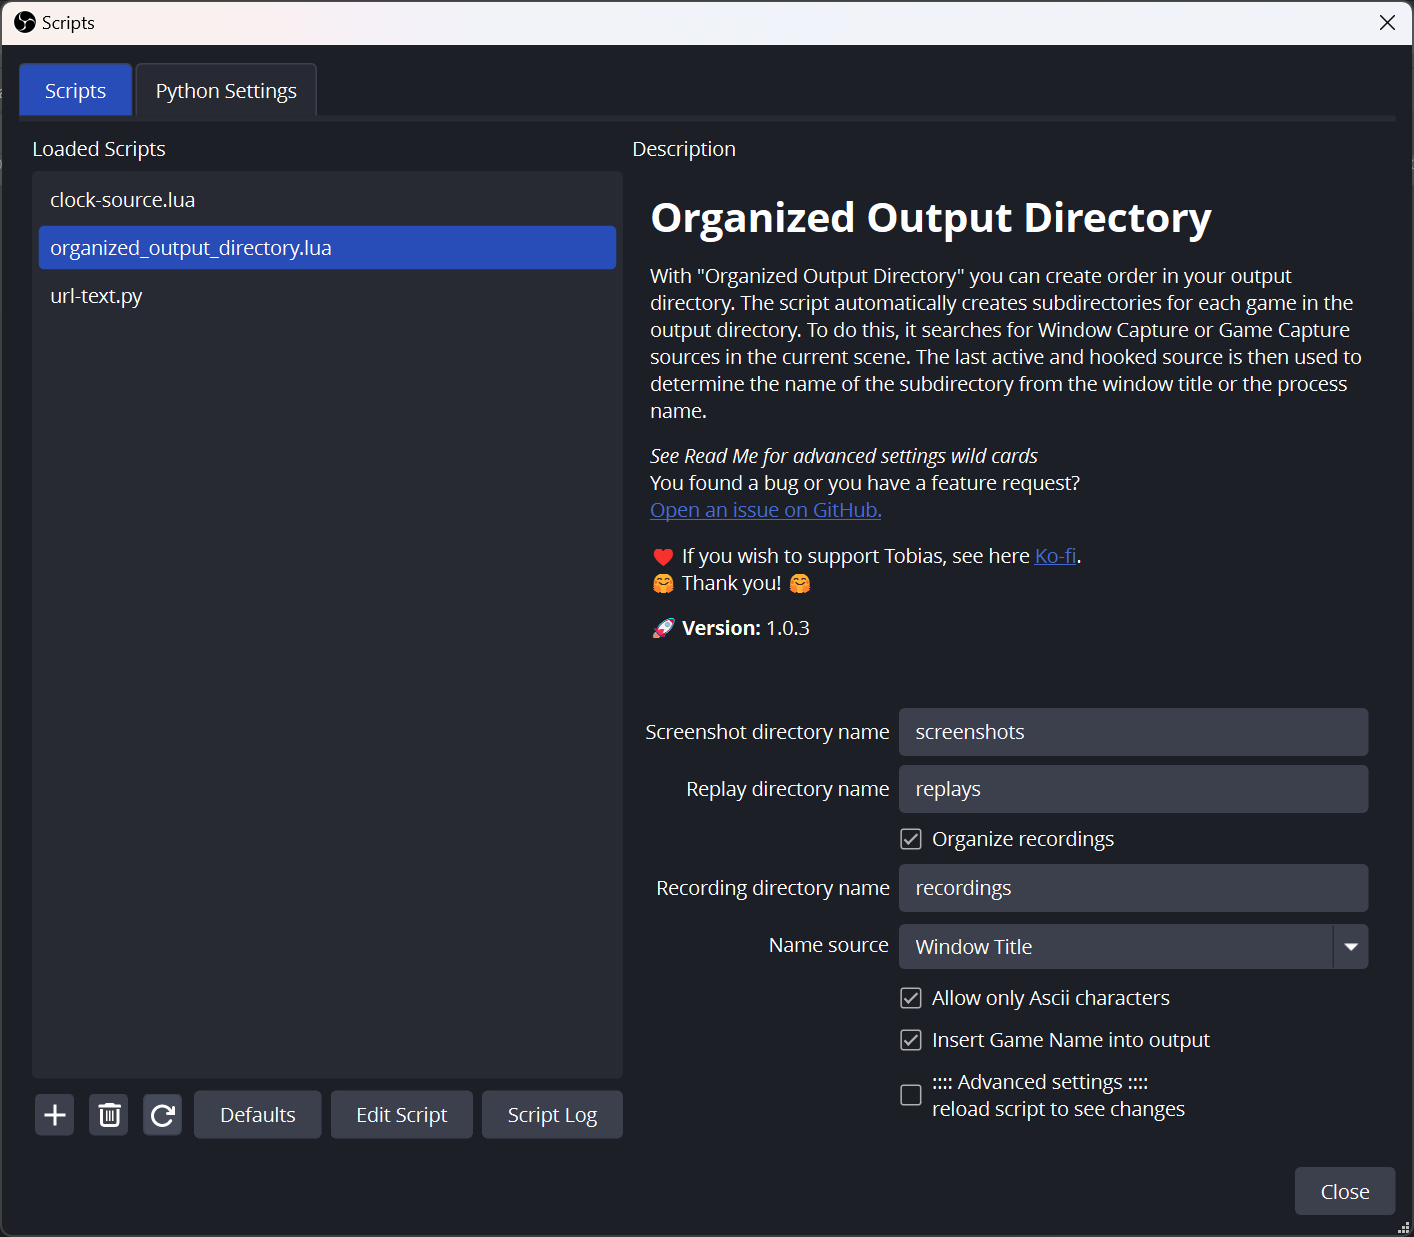 Scripts
Scripts
Python Settings
Loaded Scripts
clock-source.lua
organized_output_directory.lua
url-text.py
Defaults
Edit Script
Script Log
Description
Organized Output Directory
With "Organized Output Directory" you can create order in your output
directory. The script automatically creates subdirectories for each game in the
output directory. To do this, it searches for Window Capture or Game Capture
sources in the current scene. The last active and hooked source is then used to
determine the name of the subdirectory from the window title or the process
name.
See Read Me for advanced settings wild cards
You found a bug or you have a feature request?
Open an issue on GitHub.
❤️ If you wish to support Tobias, see here Ko-fi.
🤗 Thank you! 🤗
🚀 Version: 1.0.3
Screenshot directory name
screenshots
Replay directory name
replays
Organize recordings
Recording directory name
recordings
Name source
Window Title
Allow only Ascii characters
Insert Game Name into output
:::: Advanced settings ::::
reload script to see changes
Close